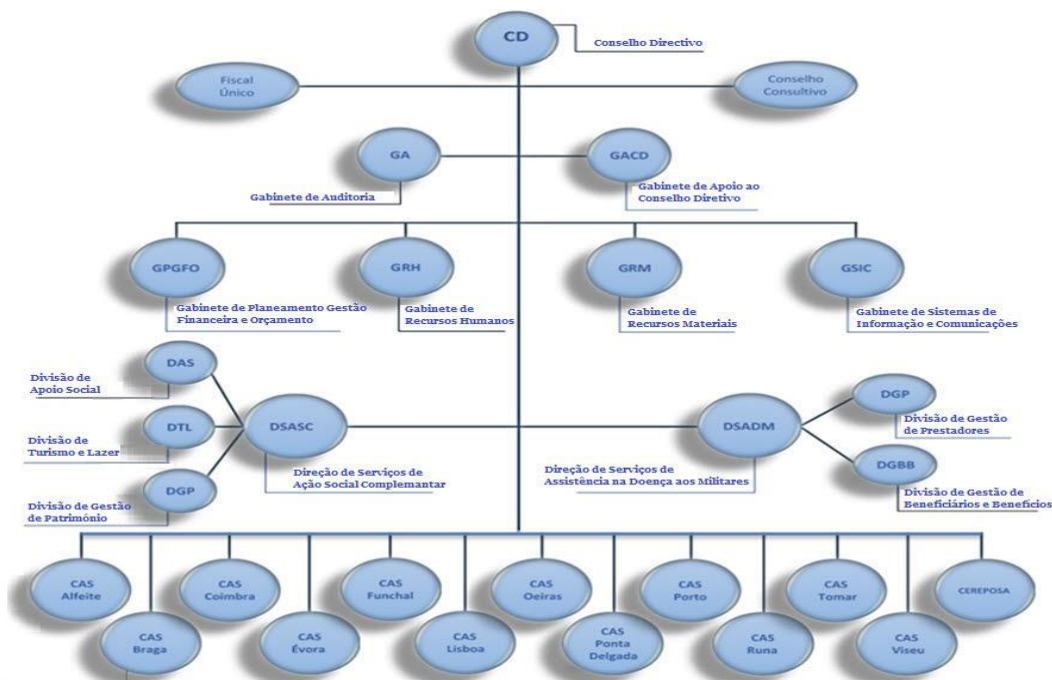 CD
Conselho Directivo
Fiscal
Único
Conselho
Consultivo
GA
GACD
Gabinete de Auditoria
Gabinete de Apoio ao
Conselho Diretivo
GPGFO
GRH
GRM
GSIC
Gabinete de Planeamento Gestão
Financeira e Orçamento
Gabinete de
Recursos Humanos
Gabinete de
Recursos Materiais
Gabinete de Sistemas de
Informação e Comunicações
DAS
Divisão de
Apoio Social
DTL
Divisão de
Turismo e Lazer
DGP
Divisão de Gestão
de Património
DSASC
Direção de Serviços de
Ação Social Complemantar
DSADM
Direção de Serviços de
Assistência na Doença aos Militares
DGP
Divisão de Gestão
de Prestadores
DGBB
Divisão de Gestão de
Beneficiários e Benefícios
CAS
Alfeite
CAS
Braga
CAS
Coimbra
CAS
Évora
CAS
Funchal
CAS
Lisboa
CAS
Oeiras
CAS
Ponta
Delgada
CAS
Porto
CAS
Runa
CAS
Tomar
CAS
Viseu
CEREPOSA